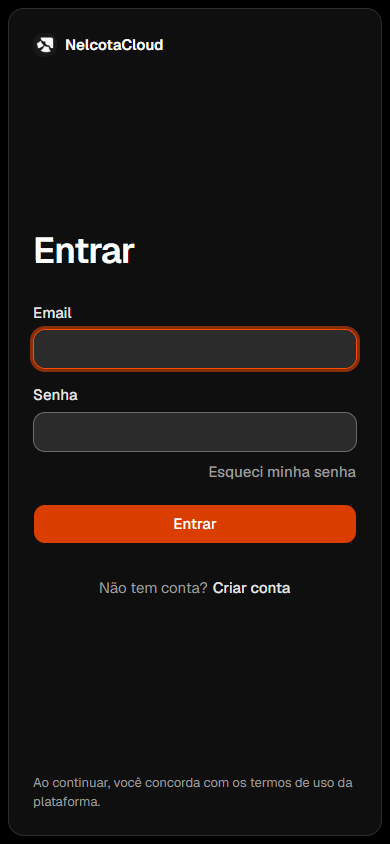 NelcotaCloud
Entrar
Email
Senha
Esqueci minha senha
Entrar
Não tem conta? Criar conta
Ao continuar, você concorda com os termos de uso da
plataforma.